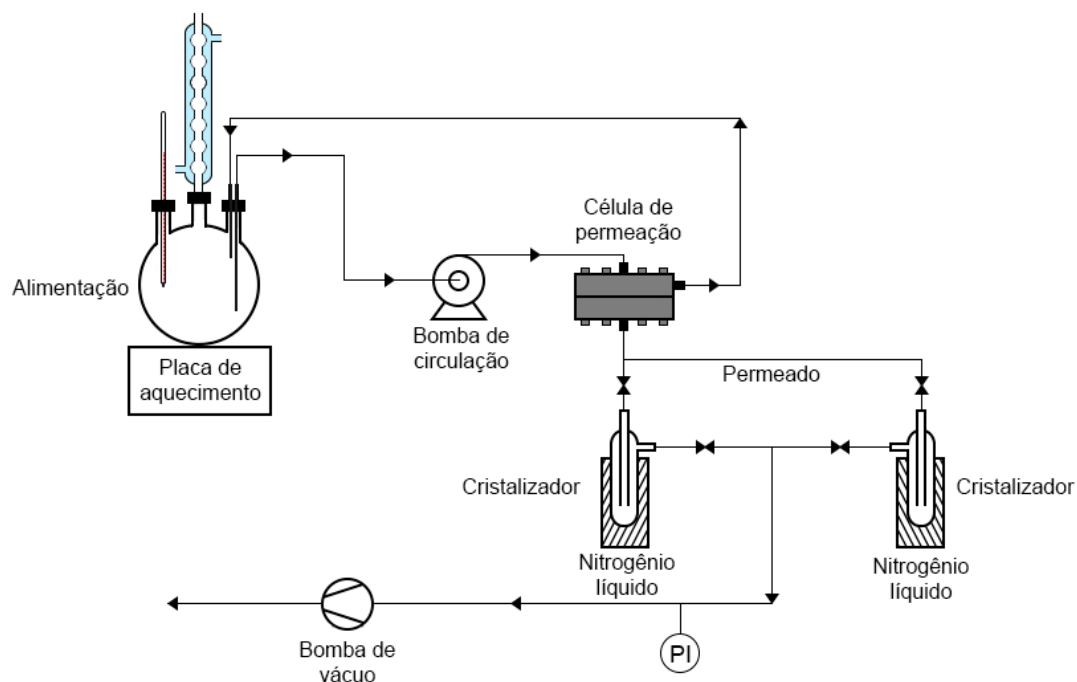 Célula de
permeação
Alimentação
Bomba de
circulação
Placa de
aquecimento
Permeado
Cristalizador
Cristalizador
Nitrogênio
líquido
Nitrogênio
líquido
Bomba de
vácuo
PI